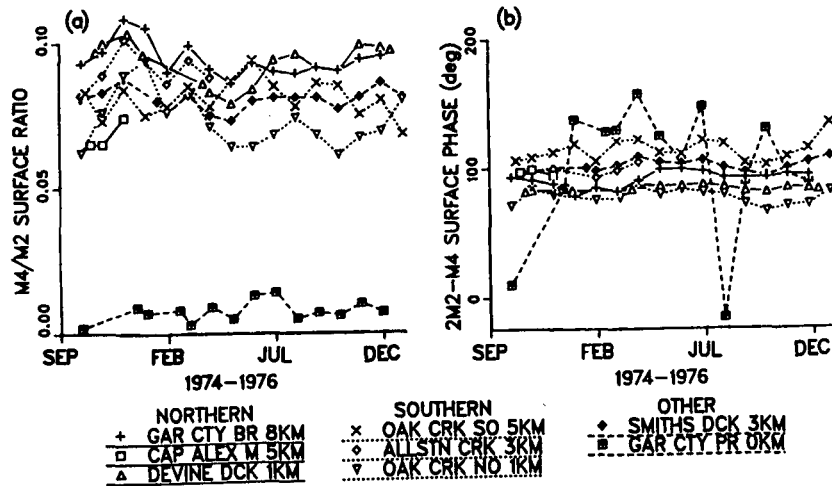 (a)
M4/M2 SURFACE RATIO
0.10
0.05
0.00
SEP FEB JUL DEC
1974-1976
(b)
2M2-M4 SURFACE PHASE (deg)
200
100
0
SEP FEB JUL DEC
1974-1976
NORTHERN
GAR CTY BR 8KM
CAP ALEX M 5KM
DEVINE DCK 1KM
SOUTHERN
OAK CRK SO 5KM
ALLSTN CRK 3KM
OAK CRK NO 1KM
OTHER
SMITHS DCK 3KM
GAR CTY PR 0KM